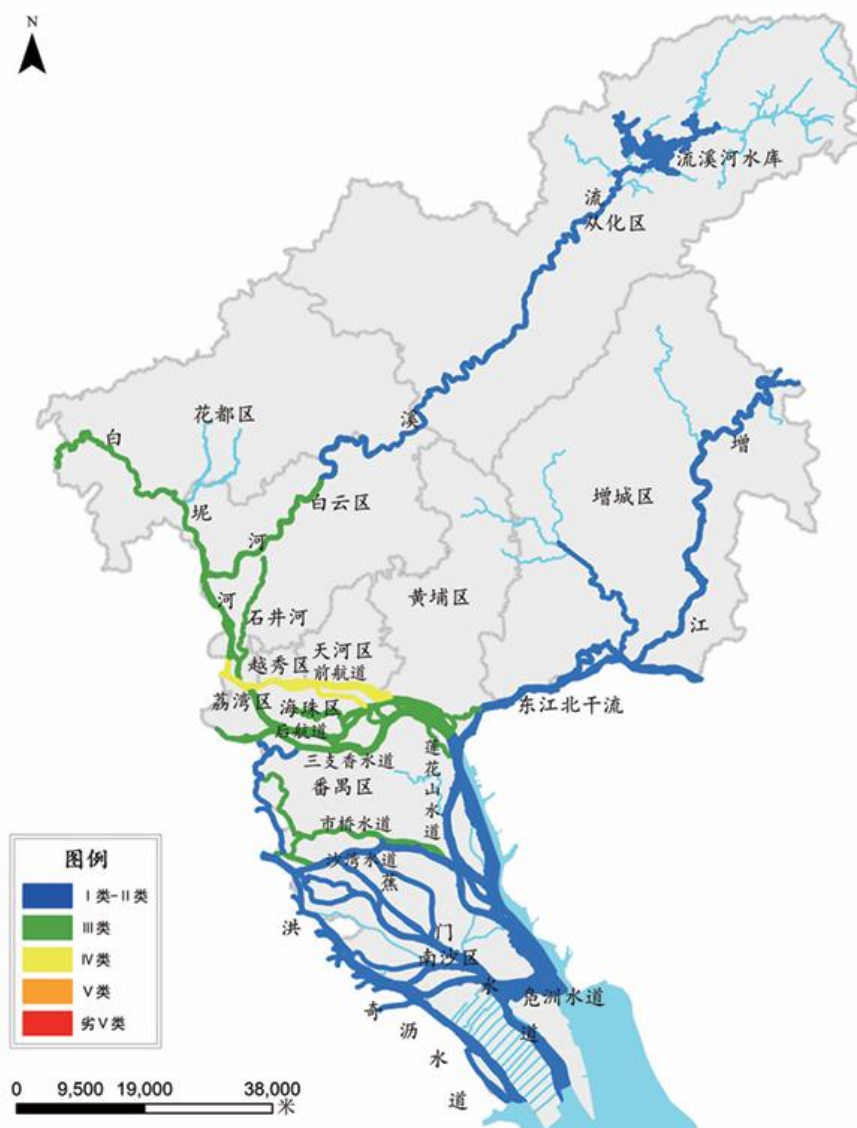 N
流溪河水库
流
从化区
花都区
溪
白
增
坭
白云区
增城区
河
黄埔区
河
石井河
江
天河区
越秀区
前航道
荔湾区
海珠区
东江北干流
后航道
三支香水道
莲花山水道
番禺区
市桥水道
沙湾水道
蕉
图例
Ⅰ类-Ⅱ类
Ⅲ类
Ⅳ类
Ⅴ类
劣Ⅴ类
洪
门
南沙区
水
凫洲水道
奇
道
沥
水
道
0 9,500 19,000 38,000
米